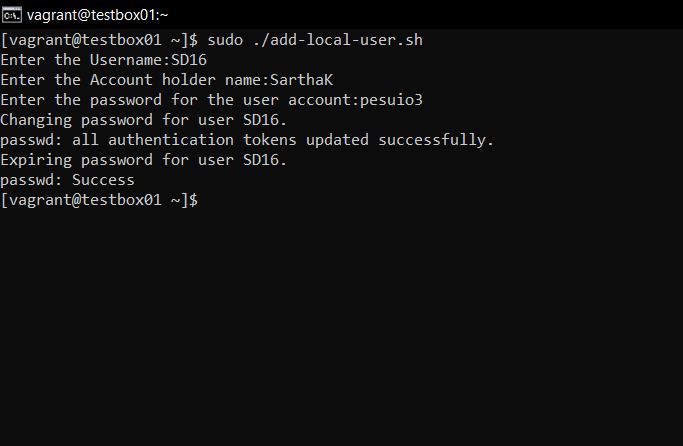 vagrant@testbox01:~
[vagrant@testbox01 ~]$ sudo ./add-local-user.sh
Enter the Username:SD16
Enter the Account holder name:SarthaK
Enter the password for the user account:pesuio3
Changing password for user SD16.
passwd: all authentication tokens updated successfully.
Expiring password for user SD16.
passwd: Success
[vagrant@testbox01 ~]$